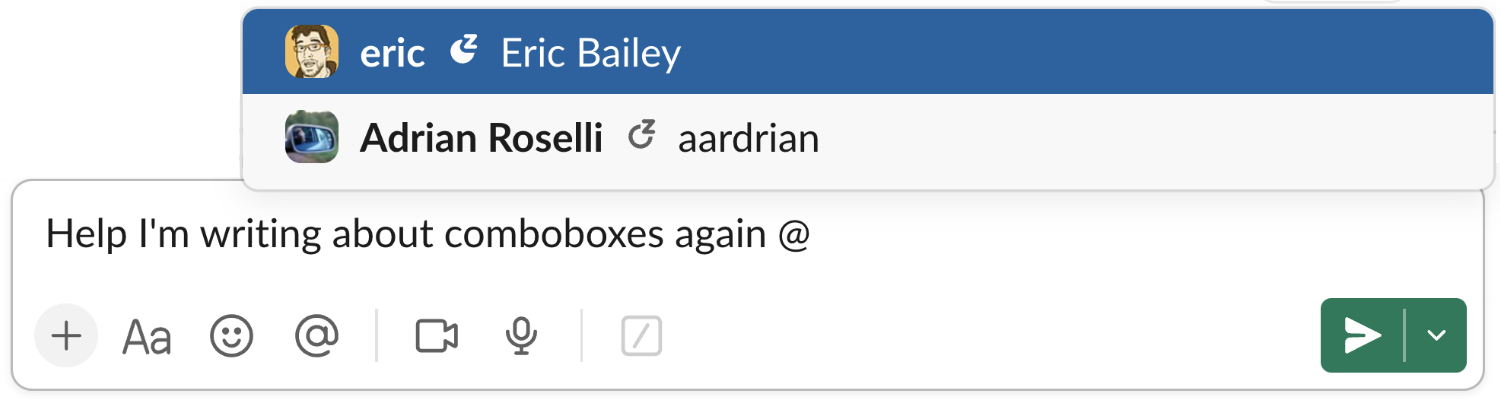 eric Eric Bailey
Adrian Roselli aardrian
Help I'm writing about comboboxes again @
Aa @